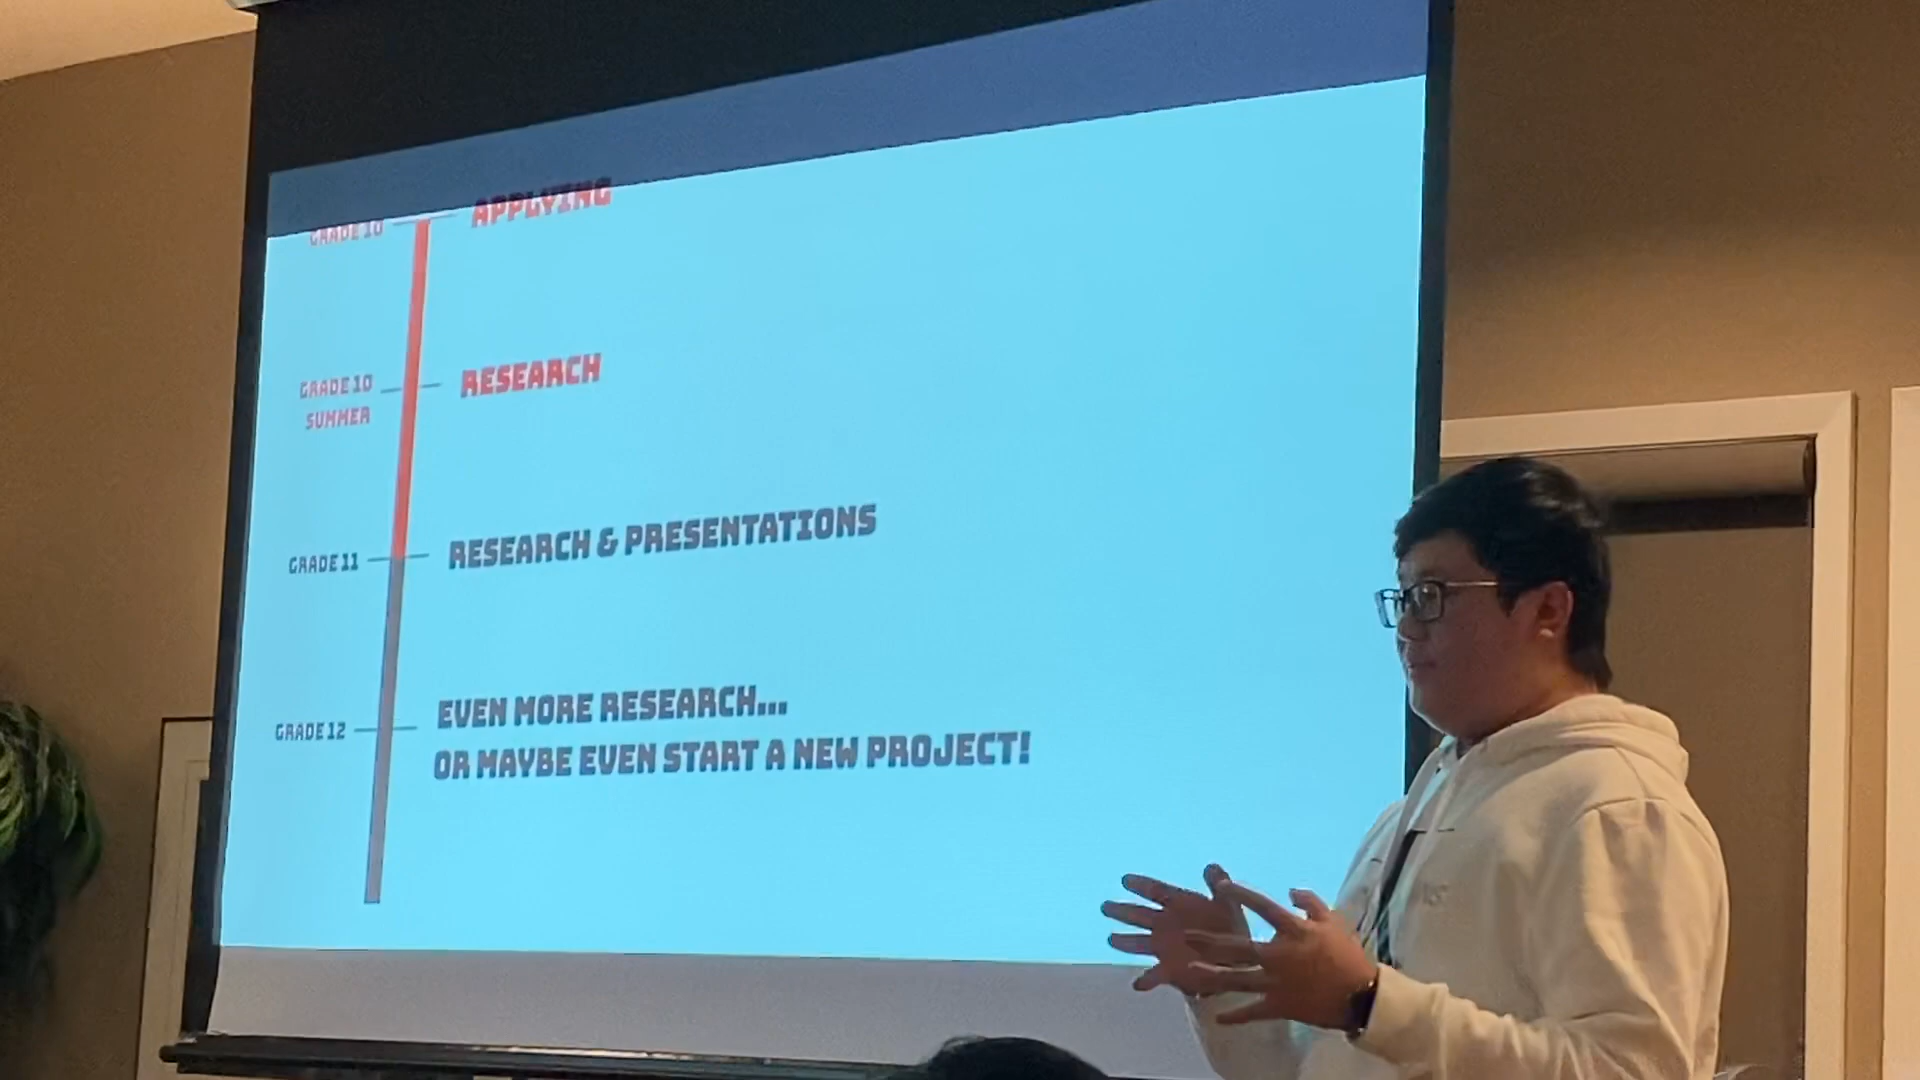 APPLYING
GRADE 10
GRADE 10
SUMMER
RESEARCH
GRADE 11
RESEARCH & PRESENTATIONS
GRADE 12
EVEN MORE RESEARCH...
OR MAYBE EVEN START A NEW PROJECT!